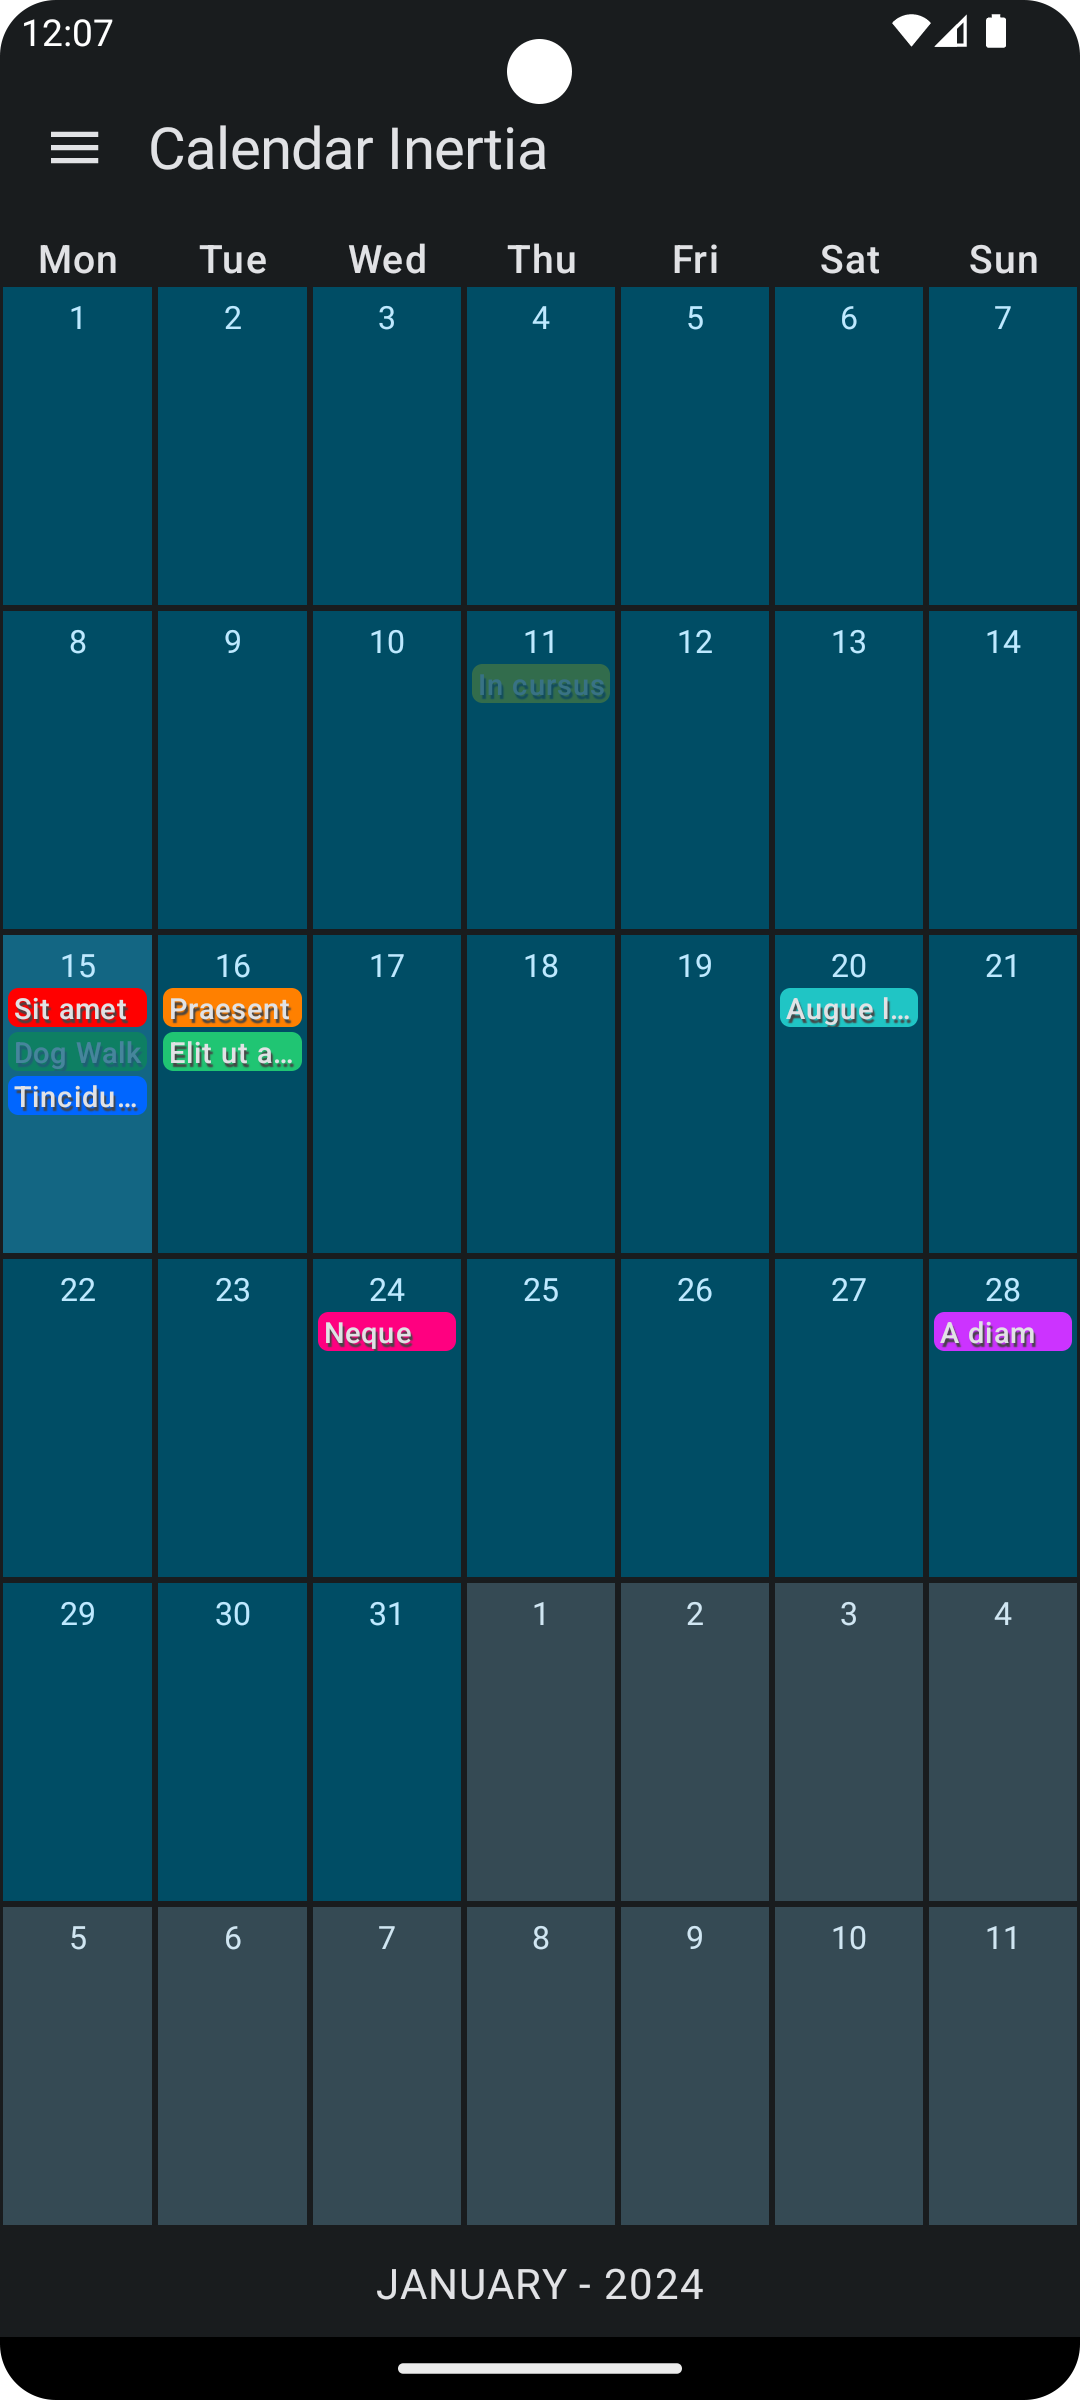 12:07
Calendar Inertia
Mon Tue Wed Thu Fri Sat Sun
1 2 3 4 5 6 7
8 9 10 11 12 13 14
In cursus
15 16 17 18 19 20 21
Sit amet Praesent Augue l…
Dog Walk Elit ut a…
Tincidu…
22 23 24 25 26 27 28
Neque A diam
29 30 31 1 2 3 4
5 6 7 8 9 10 11
JANUARY - 2024